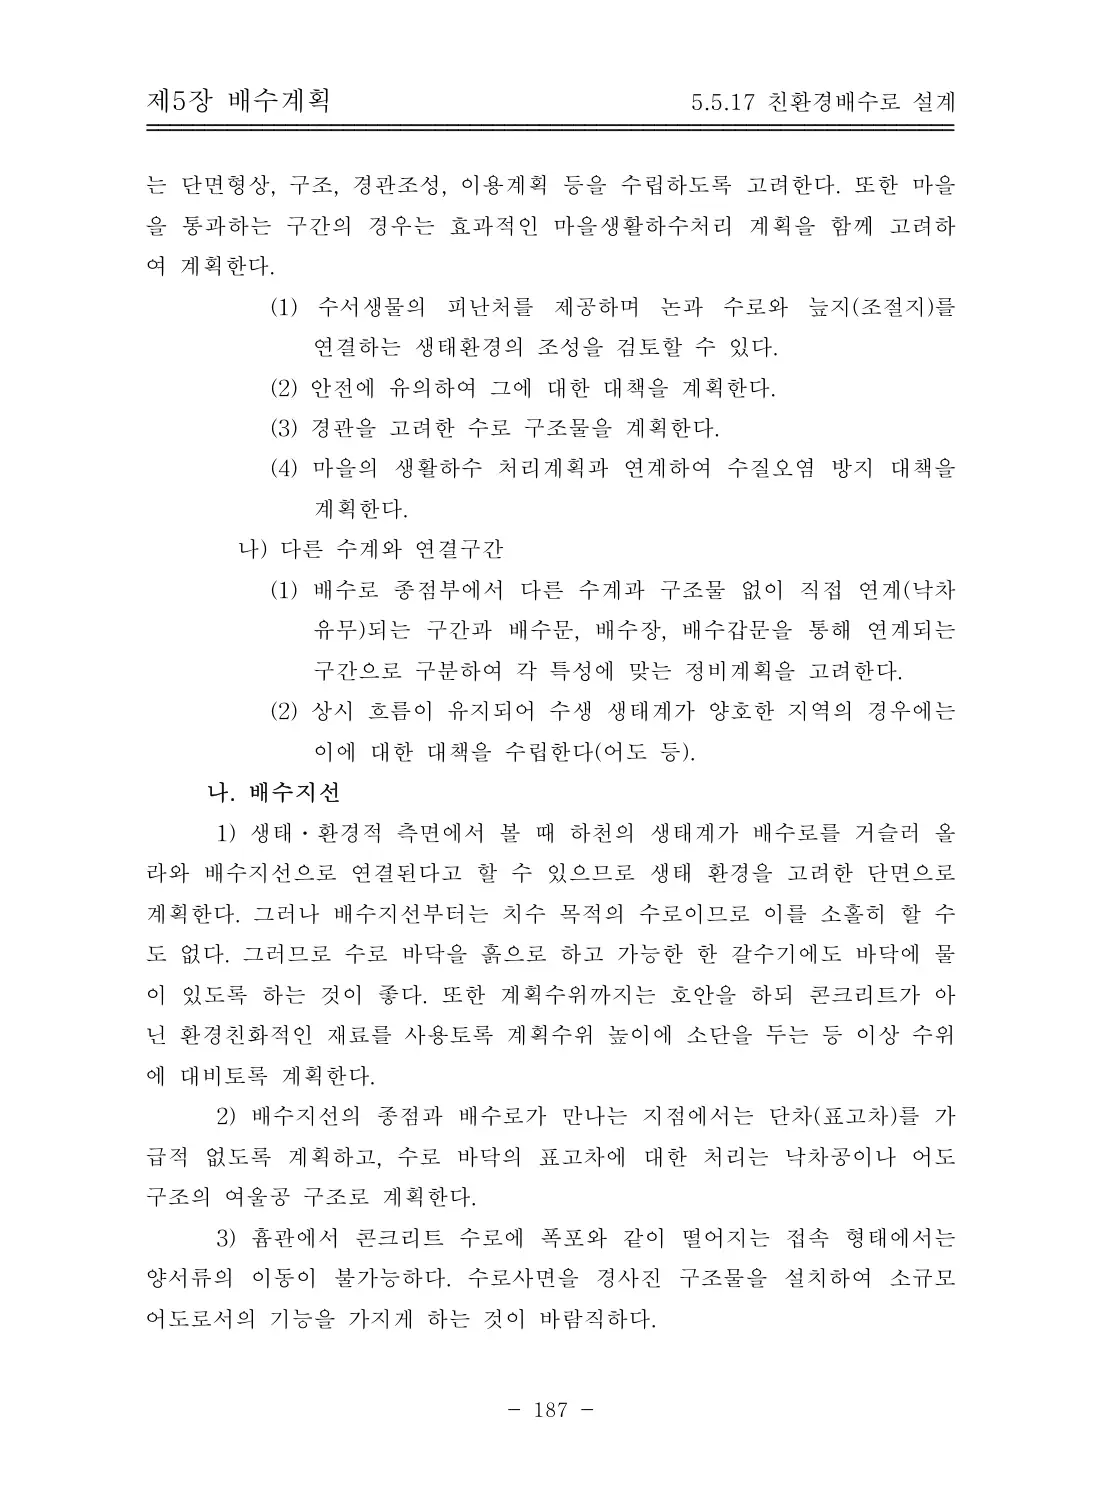 제5장 배수계획
5.5.17 친환경배수로 설계
는 단면형상, 구조, 경관조성, 이용계획 등을 수립하도록 고려한다. 또한 마을
을 통과하는 구간의 경우는 효과적인 마을생활하수처리 계획을 함께 고려하
여 계획한다.
(1) 수서생물의 피난처를 제공하며 논과 수로와 늪지(조절지)를
연결하는 생태환경의 조성을 검토할 수 있다.
(2) 안전에 유의하여 그에 대한 대책을 계획한다.
(3) 경관을 고려한 수로 구조물을 계획한다.
(4) 마을의 생활하수 처리계획과 연계하여 수질오염 방지 대책을
계획한다.
나) 다른 수계와 연결구간
(1) 배수로 종점부에서 다른 수계과 구조물 없이 직접 연계(낙차
유무)되는 구간과 배수문, 배수장, 배수갑문을 통해 연계되는
구간으로 구분하여 각 특성에 맞는 정비계획을 고려한다.
(2) 상시 흐름이 유지되어 수생 생태계가 양호한 지역의 경우에는
이에 대한 대책을 수립한다(어도 등).
나. 배수지선
1) 생태・환경적 측면에서 볼 때 하천의 생태계가 배수로를 거슬러 올
라와 배수지선으로 연결된다고 할 수 있으므로 생태 환경을 고려한 단면으로
계획한다. 그러나 배수지선부터는 치수 목적의 수로이므로 이를 소홀히 할 수
도 없다. 그러므로 수로 바닥을 흙으로 하고 가능한 한 갈수기에도 바닥에 물
이 있도록 하는 것이 좋다. 또한 계획수위까지는 호안을 하되 콘크리트가 아
닌 환경친화적인 재료를 사용토록 계획수위 높이에 소단을 두는 등 이상 수위
에 대비토록 계획한다.
2) 배수지선의 종점과 배수로가 만나는 지점에서는 단차(표고차)를 가
급적 없도록 계획하고, 수로 바닥의 표고차에 대한 처리는 낙차공이나 어도
구조의 여울공 구조로 계획한다.
3) 흄관에서 콘크리트 수로에 폭포와 같이 떨어지는 접속 형태에서는
양서류의 이동이 불가능하다. 수로사면을 경사진 구조물을 설치하여 소규모
어도로서의 기능을 가지게 하는 것이 바람직하다.
- 187 -